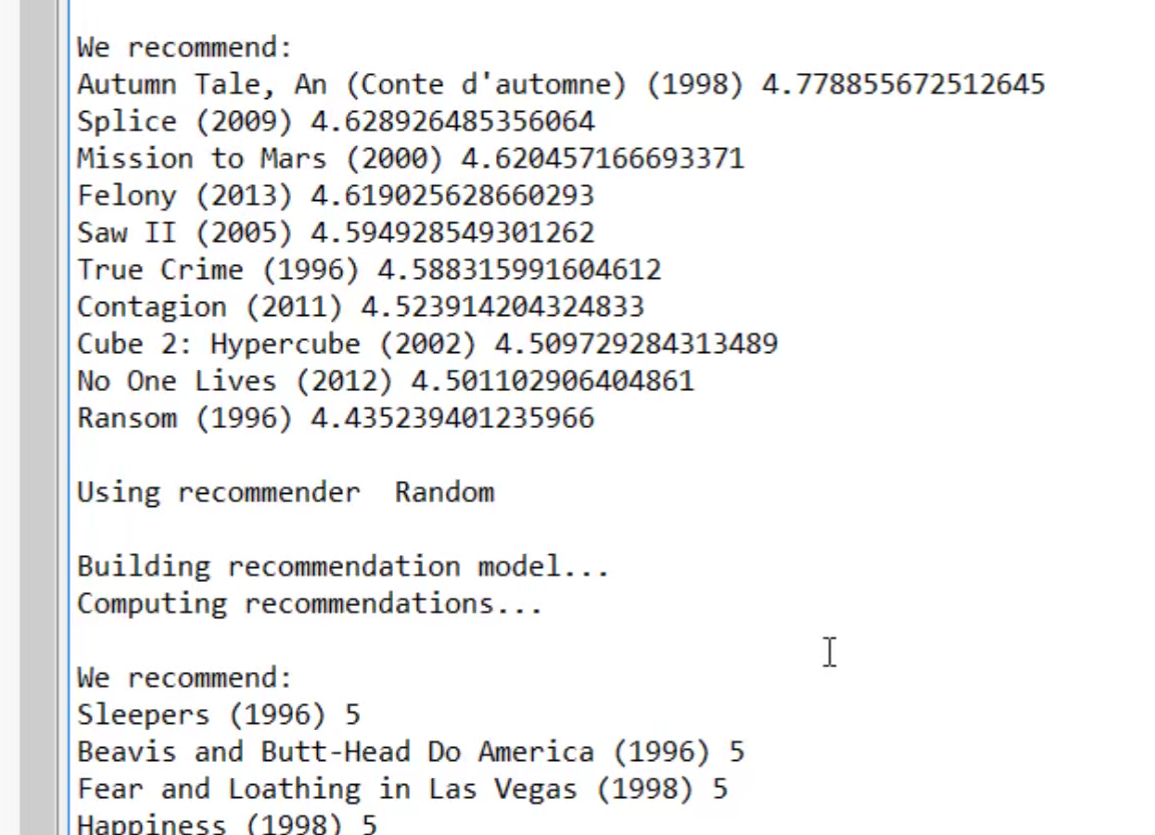 We recommend:
Autumn Tale, An (Conte d'automne) (1998) 4.778855672512645
Splice (2009) 4.628926485356064
Mission to Mars (2000) 4.620457166693371
Felony (2013) 4.619025628660293
Saw II (2005) 4.594928549301262
True Crime (1996) 4.588315991604612
Contagion (2011) 4.523914204324833
Cube 2: Hypercube (2002) 4.509729284313489
No One Lives (2012) 4.501102906404861
Ransom (1996) 4.435239401235966
Using recommender  Random
Building recommendation model...
Computing recommendations...
We recommend:
Sleepers (1996) 5
Beavis and Butt-Head Do America (1996) 5
Fear and Loathing in Las Vegas (1998) 5
Happiness (1998) 5